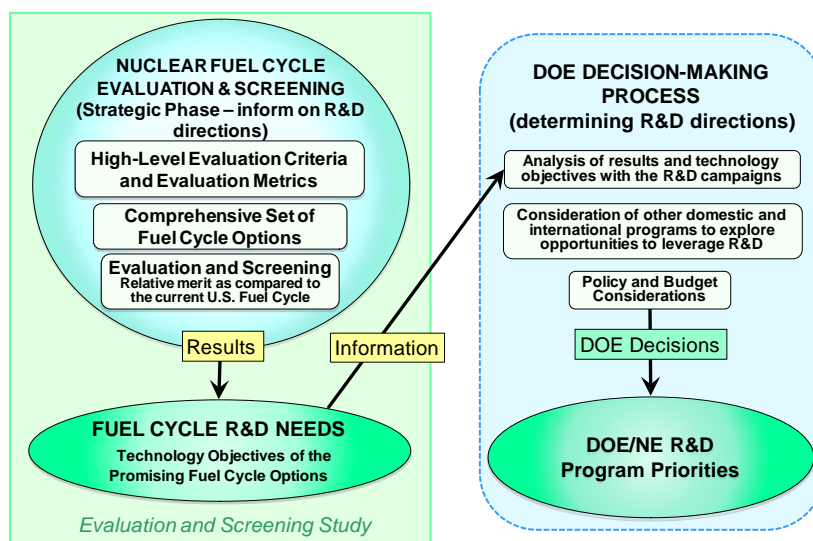 NUCLEAR FUEL CYCLE
EVALUATION & SCREENING
(Strategic Phase – inform on R&D
directions)
High-Level Evaluation Criteria
and Evaluation Metrics
Comprehensive Set of
Fuel Cycle Options
Evaluation and Screening
Relative merit as compared to
the current U.S. Fuel Cycle
Results
Information
FUEL CYCLE R&D NEEDS
Technology Objectives of the
Promising Fuel Cycle Options
Evaluation and Screening Study
DOE DECISION-MAKING
PROCESS
(determining R&D directions)
Analysis of results and technology
objectives with the R&D campaigns
Consideration of other domestic and
international programs to explore
opportunities to leverage R&D
Policy and Budget
Considerations
DOE Decisions
DOE/NE R&D
Program Priorities